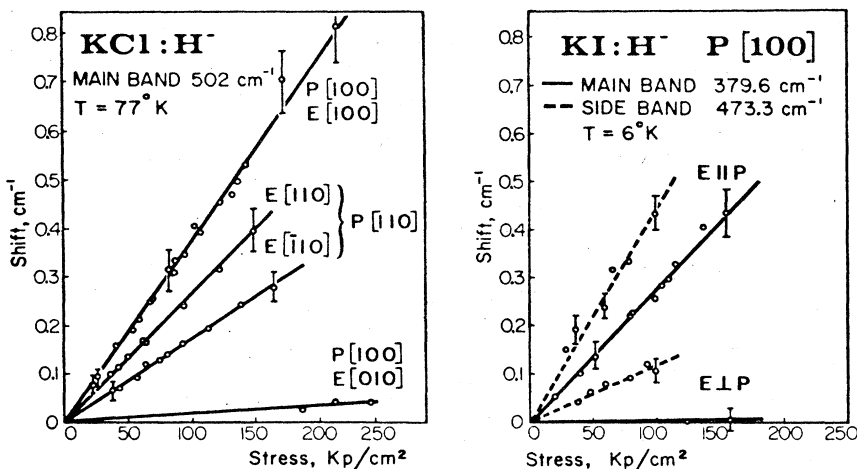 KCl:H⁻
MAIN BAND 502 cm⁻¹
T = 77°K
P [100]
E [100]
E [110]
E [1̄10]
P [110]
P [100]
E [010]
0.8
0.7
0.6
0.5
0.4
0.3
0.2
0.1
0
Shift, cm⁻¹
0 50 100 150 200 250
Stress, Kp/cm²
KI:H⁻ P [100]
MAIN BAND 379.6 cm⁻¹
SIDE BAND 473.3 cm⁻¹
T = 6°K
E ∥ P
E ⊥ P
0.8
0.7
0.6
0.5
0.4
0.3
0.2
0.1
0
Shift, cm⁻¹
0 50 100 150 200 250
Stress, Kp/cm²